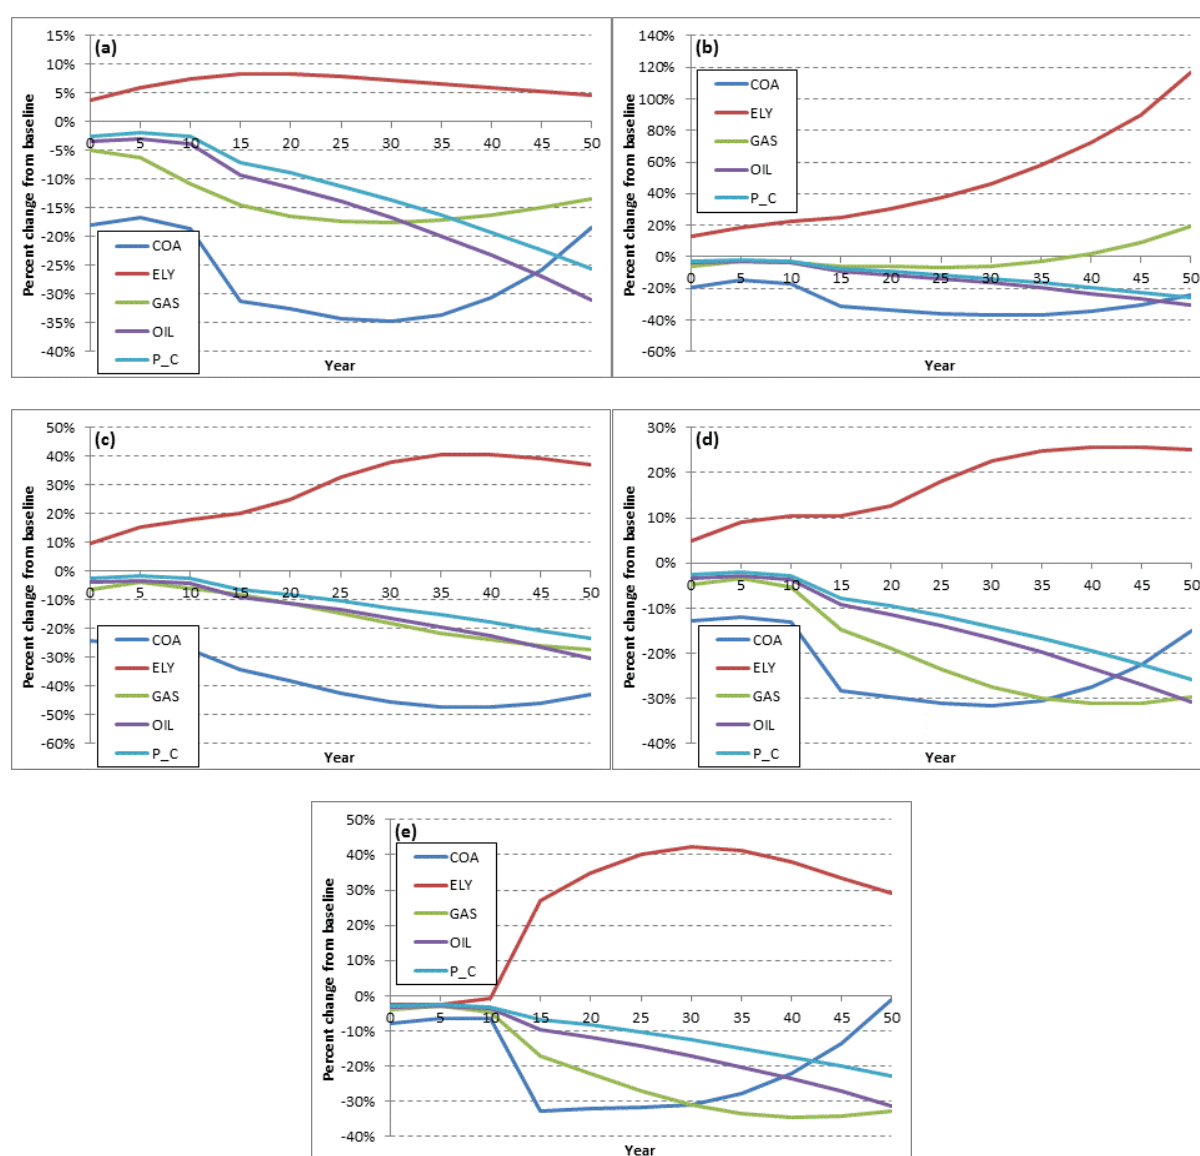 (a)
Percent change from baseline
15%
10%
5%
0%
-5%
-10%
-15%
-20%
-25%
-30%
-35%
-40%
0 5 10 15 20 25 30 35 40 45 50
COA
ELY
GAS
OIL
P_C
Year
(b)
Percent change from baseline
140%
120%
100%
80%
60%
40%
20%
0%
-20%
-40%
-60%
0 5 10 15 20 25 30 35 40 45 50
COA
ELY
GAS
OIL
P_C
Year
(c)
Percent change from baseline
50%
40%
30%
20%
10%
0%
-10%
-20%
-30%
-40%
-50%
-60%
0 5 10 15 20 25 30 35 40 45 50
COA
ELY
GAS
OIL
P_C
Year
(d)
Percent change from baseline
30%
20%
10%
0%
-10%
-20%
-30%
-40%
0 5 10 15 20 25 30 35 40 45 50
COA
ELY
GAS
OIL
P_C
Year
(e)
Percent change from baseline
50%
40%
30%
20%
10%
0%
-10%
-20%
-30%
-40%
0 5 10 15 20 25 30 35 40 45 50
COA
ELY
GAS
OIL
P_C
Year